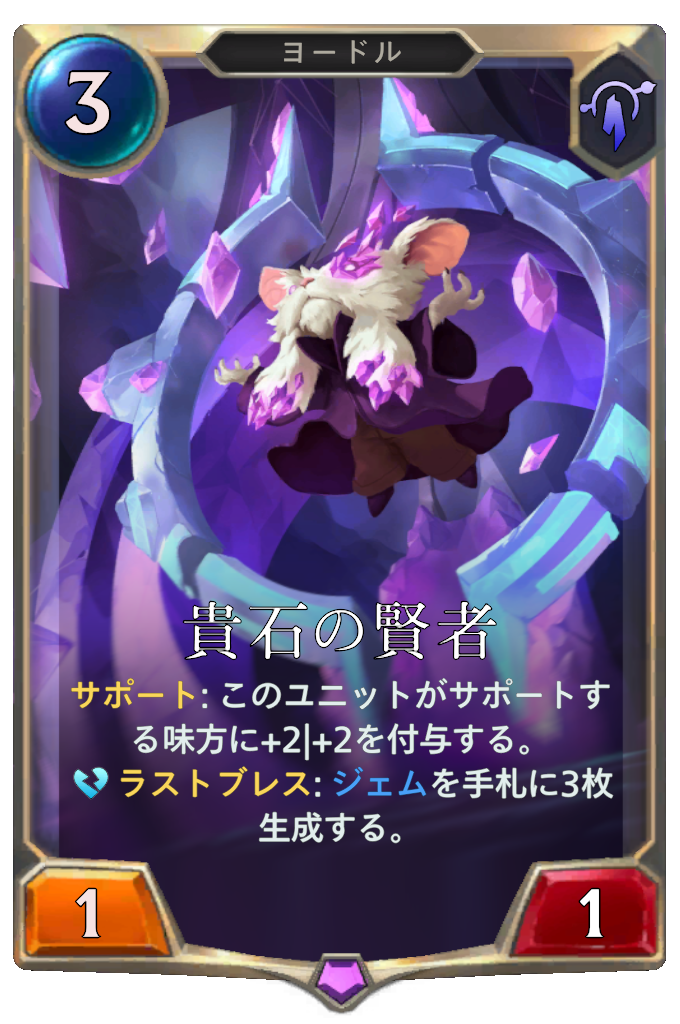 ヨードル
3
貴石の賢者
サポート: このユニットがサポートす
る味方に+2|+2を付与する。
ラストブレス: ジェムを手札に3枚
生成する。
1
1